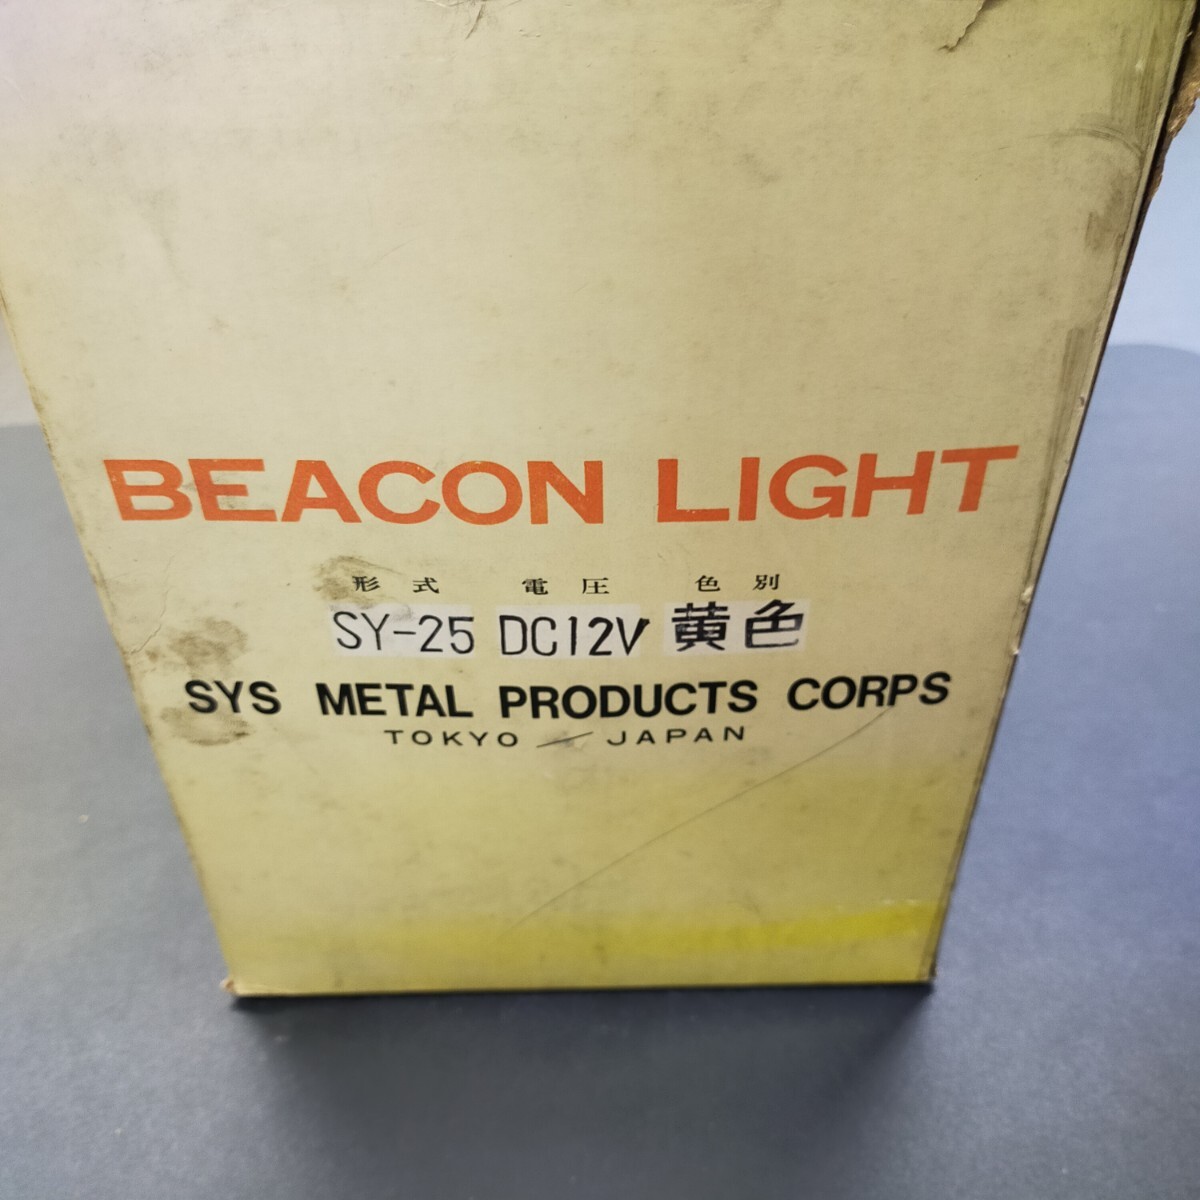 BEACON LIGHT
形式 電圧 色別
SY-25 DC12V 黄色
SYS METAL PRODUCTS CORPS
TOKYO — JAPAN